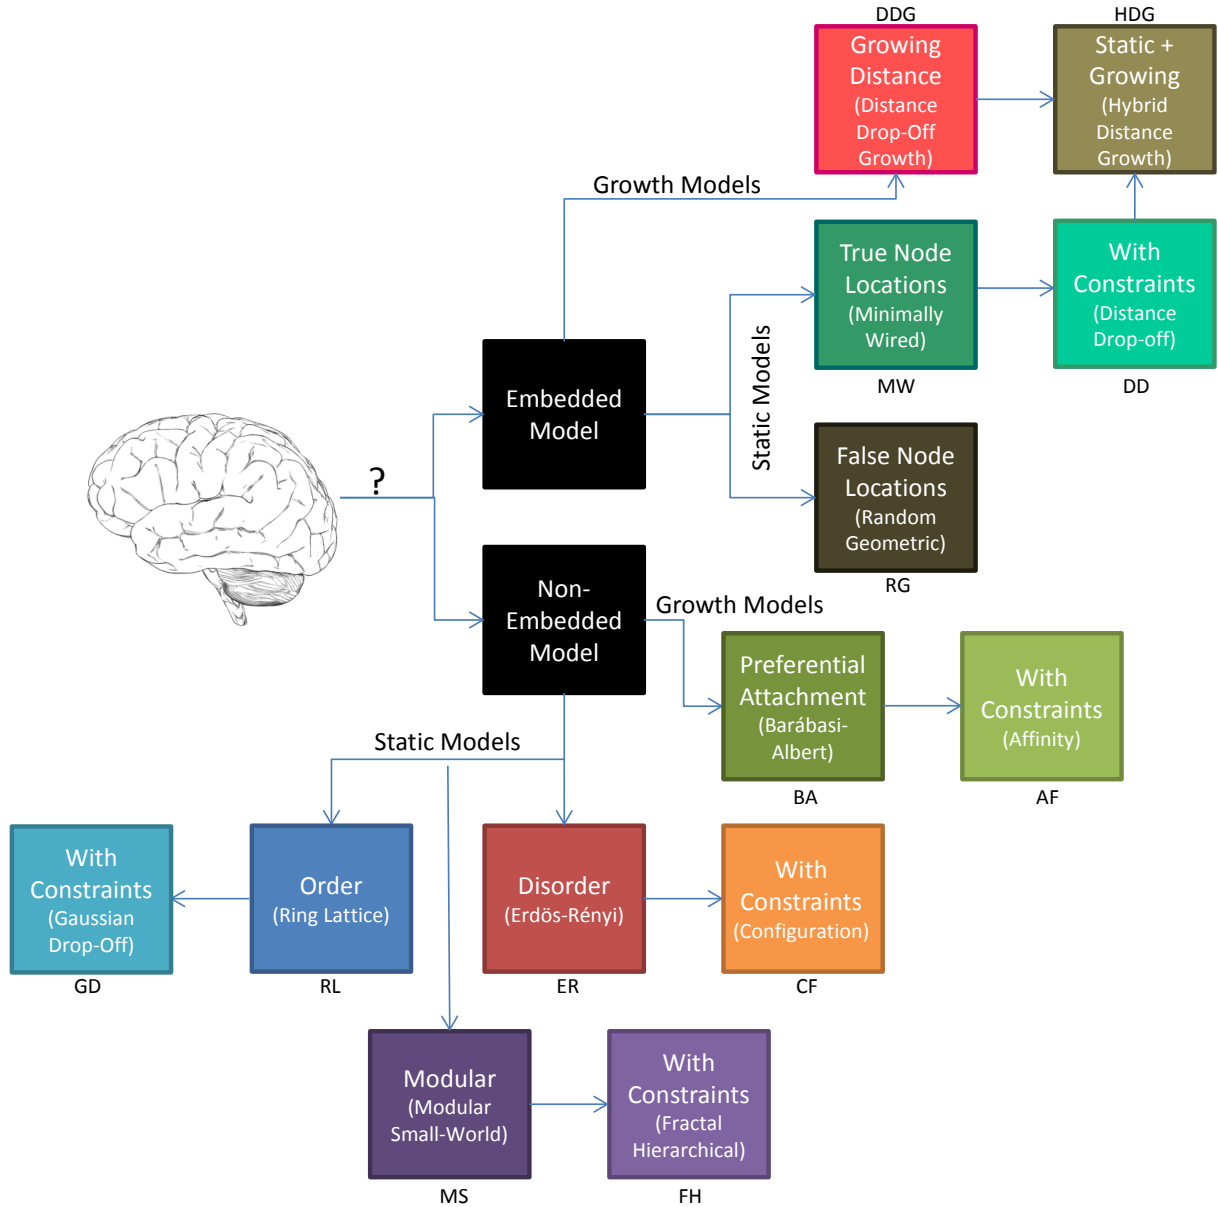 DDG
Growing
Distance
(Distance
Drop-Off
Growth)
HDG
Static +
Growing
(Hybrid
Distance
Growth)
Growth Models
True Node
Locations
(Minimally
Wired)
MW
With
Constraints
(Distance
Drop-off)
DD
Static Models
Embedded
Model
?
False Node
Locations
(Random
Geometric)
RG
Non-
Embedded
Model
Growth Models
Preferential
Attachment
(Barábasi-
Albert)
BA
With
Constraints
(Affinity)
AF
Static Models
With
Constraints
(Gaussian
Drop-Off)
GD
Order
(Ring Lattice)
RL
Disorder
(Erdös-Rényi)
ER
With
Constraints
(Configuration)
CF
Modular
(Modular
Small-World)
MS
With
Constraints
(Fractal
Hierarchical)
FH